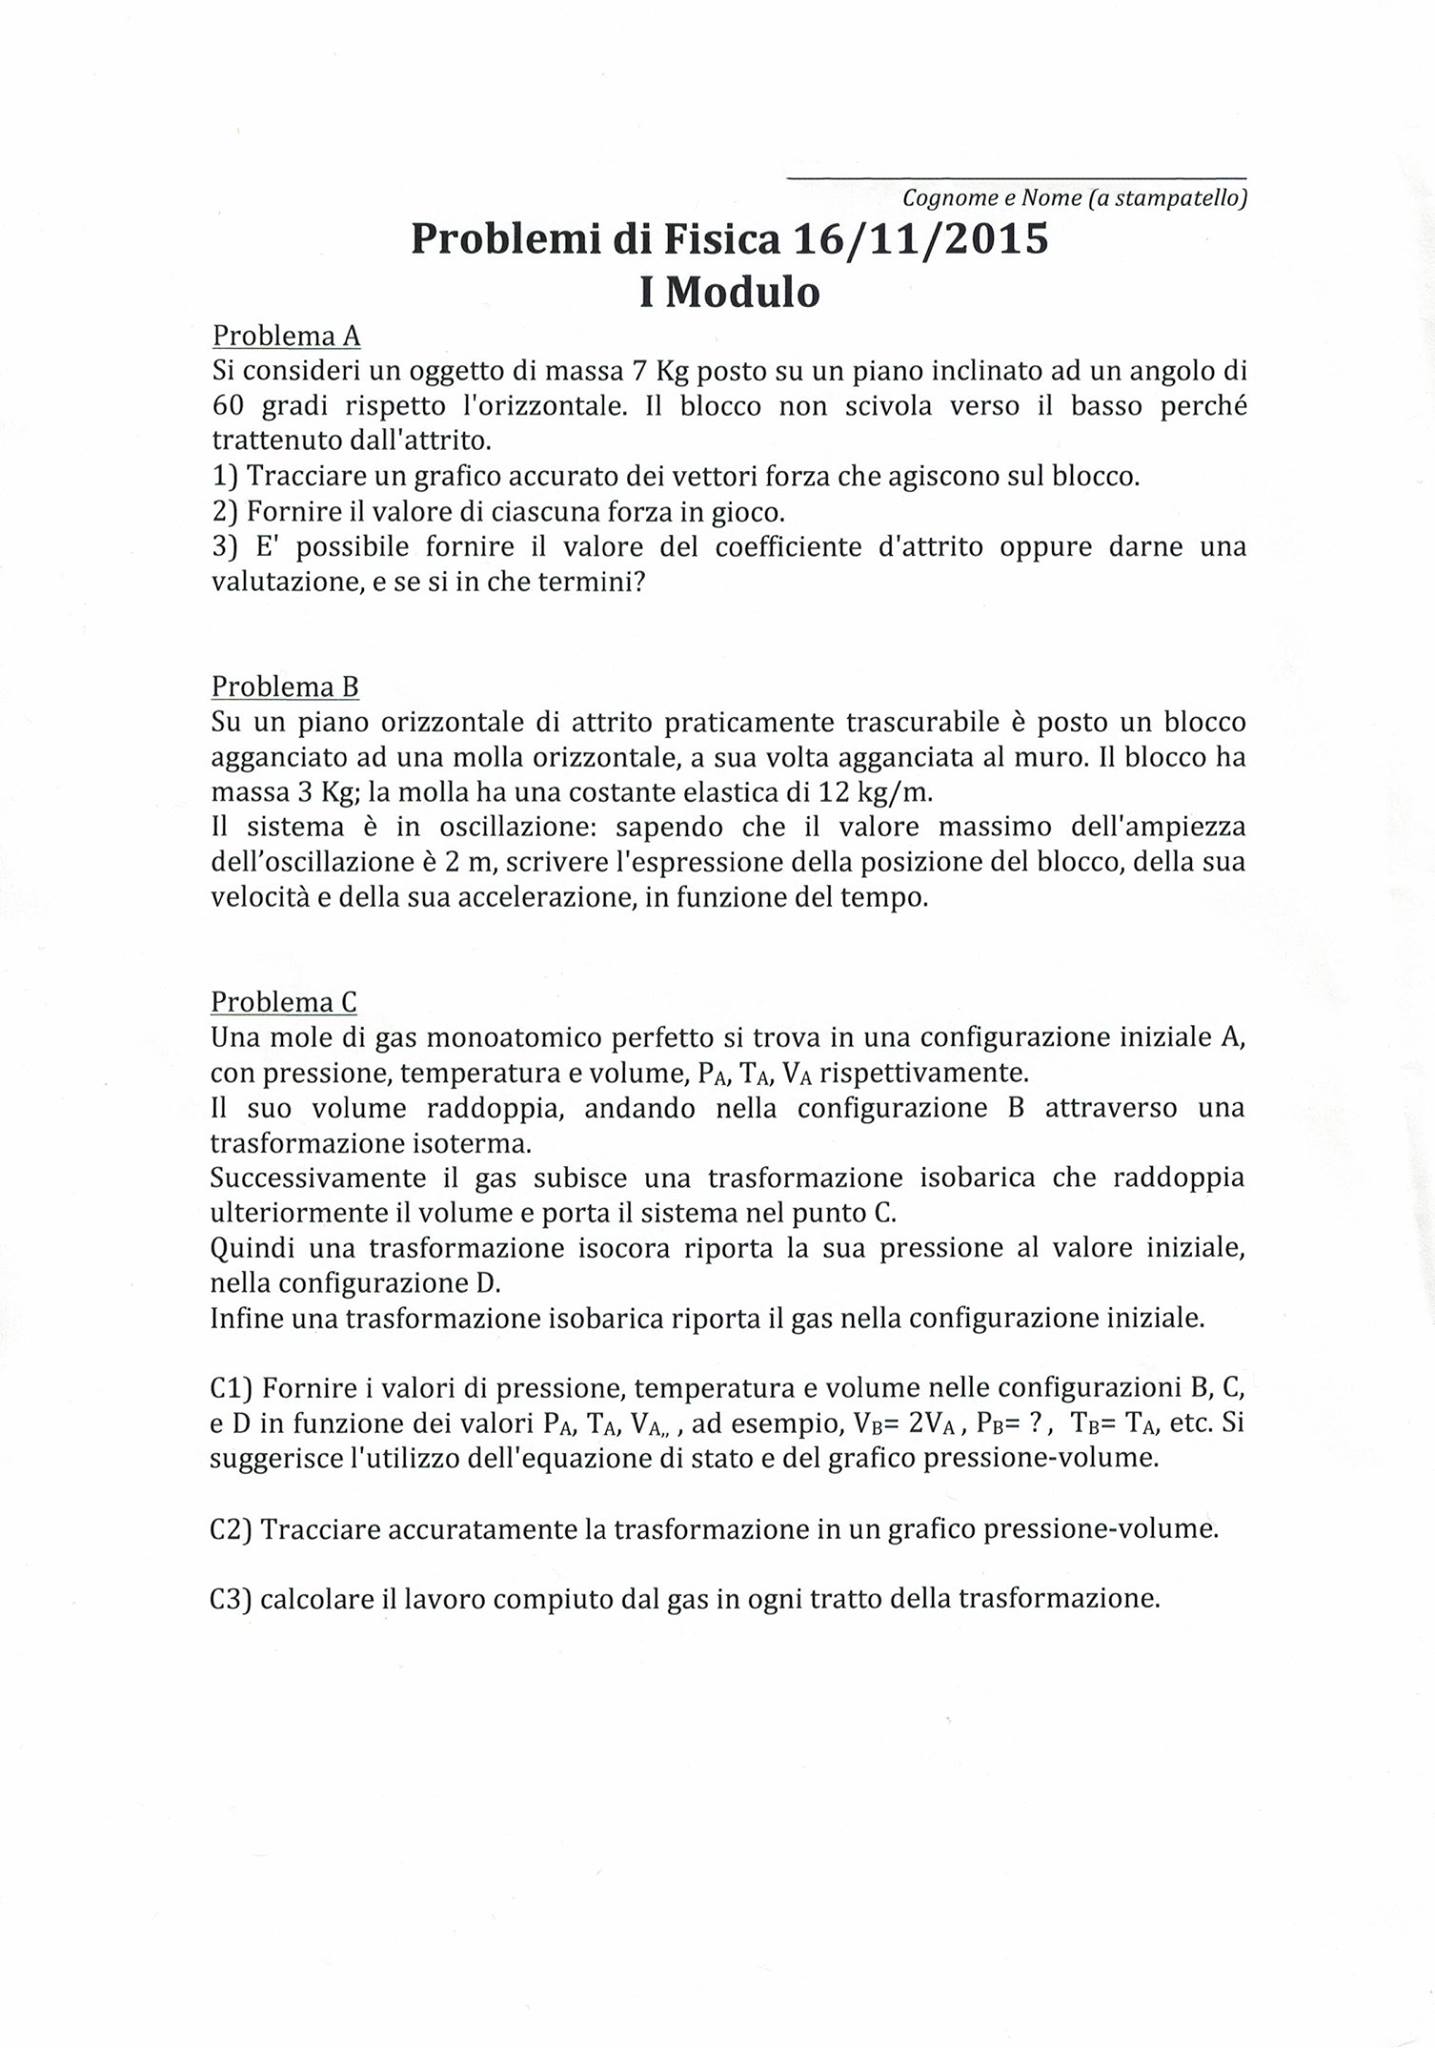 Cognome e Nome (a stampatello)
Problemi di Fisica 16/11/2015
I Modulo
Problema A
Si consideri un oggetto di massa 7 Kg posto su un piano inclinato ad un angolo di
60 gradi rispetto l'orizzontale. Il blocco non scivola verso il basso perché
trattenuto dall'attrito.
1) Tracciare un grafico accurato dei vettori forza che agiscono sul blocco.
2) Fornire il valore di ciascuna forza in gioco.
3) E' possibile fornire il valore del coefficiente d'attrito oppure darne una
valutazione, e se si in che termini?
Problema B
Su un piano orizzontale di attrito praticamente trascurabile è posto un blocco
agganciato ad una molla orizzontale, a sua volta agganciata al muro. Il blocco ha
massa 3 Kg; la molla ha una costante elastica di 12 kg/m.
Il sistema è in oscillazione: sapendo che il valore massimo dell'ampiezza
dell’oscillazione è 2 m, scrivere l'espressione della posizione del blocco, della sua
velocità e della sua accelerazione, in funzione del tempo.
Problema C
Una mole di gas monoatomico perfetto si trova in una configurazione iniziale A,
con pressione, temperatura e volume, PA, TA, VA rispettivamente.
Il suo volume raddoppia, andando nella configurazione B attraverso una
trasformazione isoterma.
Successivamente il gas subisce una trasformazione isobarica che raddoppia
ulteriormente il volume e porta il sistema nel punto C.
Quindi una trasformazione isocora riporta la sua pressione al valore iniziale,
nella configurazione D.
Infine una trasformazione isobarica riporta il gas nella configurazione iniziale.
C1) Fornire i valori di pressione, temperatura e volume nelle configurazioni B, C,
e D in funzione dei valori PA, TA, VA,, , ad esempio, VB= 2VA , PB= ? , TB= TA, etc. Si
suggerisce l'utilizzo dell'equazione di stato e del grafico pressione-volume.
C2) Tracciare accuratamente la trasformazione in un grafico pressione-volume.
C3) calcolare il lavoro compiuto dal gas in ogni tratto della trasformazione.